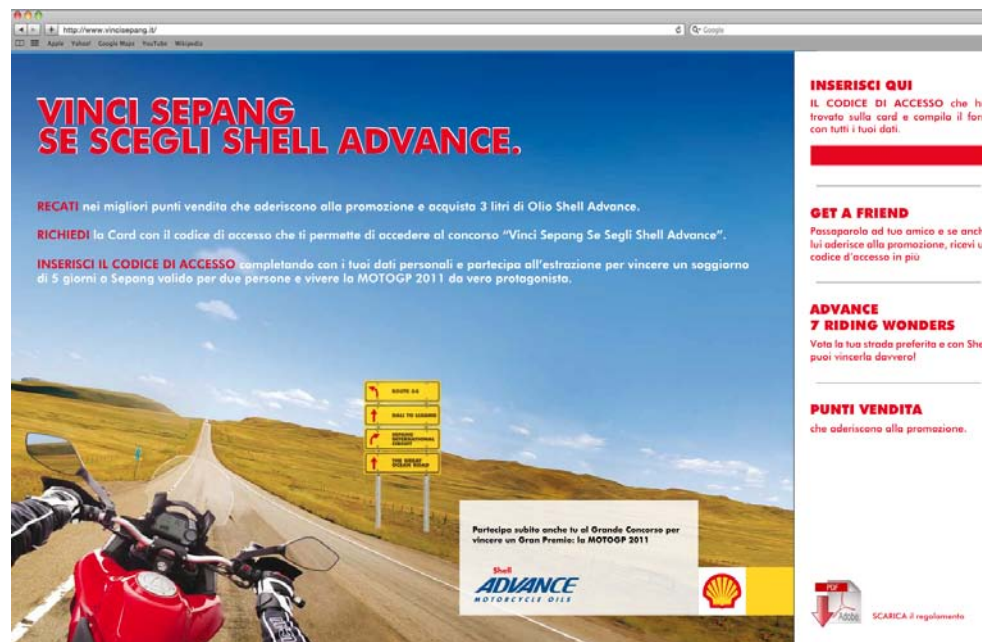 http://www.vincisepang.it/
Google
Apple Yahoo! Google Maps YouTube Wikipedia
VINCI SEPANG
SE SCEGLI SHELL ADVANCE.
RECATI nei migliori punti vendita che aderiscono alla promozione e acquista 3 litri di Olio Shell Advance.
RICHIEDI la Card con il codice di accesso che ti permette di accedere al concorso “Vinci Sepang Se Segli Shell Advance”.
INSERISCI IL CODICE DI ACCESSO completando con i tuoi dati personali e partecipa all’estrazione per vincere un soggiorno
di 5 giorni a Sepang valido per due persone e vivere la MOTOGP 2011 da vero protagonista.
ROUTE 66
BALI TO LOSARI
SEPANG
INTERNATIONAL
CIRCUIT
THE GREAT
OCEAN ROAD
Partecipa subito anche tu al Grande Concorso per
vincere un Gran Premio: la MOTOGP 2011
Shell
ADVANCE
MOTORCYCLE OILS
INSERISCI QUI
IL CODICE DI ACCESSO che h
trovato sulla card e compila il for
con tutti i tuoi dati.
GET A FRIEND
Passaparola ad tuo amico e se anch
lui aderisce alla promozione, ricevi u
codice d'accesso in più
ADVANCE
7 RIDING WONDERS
Vota la tua strada preferita e con She
puoi vincerla davvero!
PUNTI VENDITA
che aderiscono alla promozione.
PDF
Adobe
SCARICA il regolamento